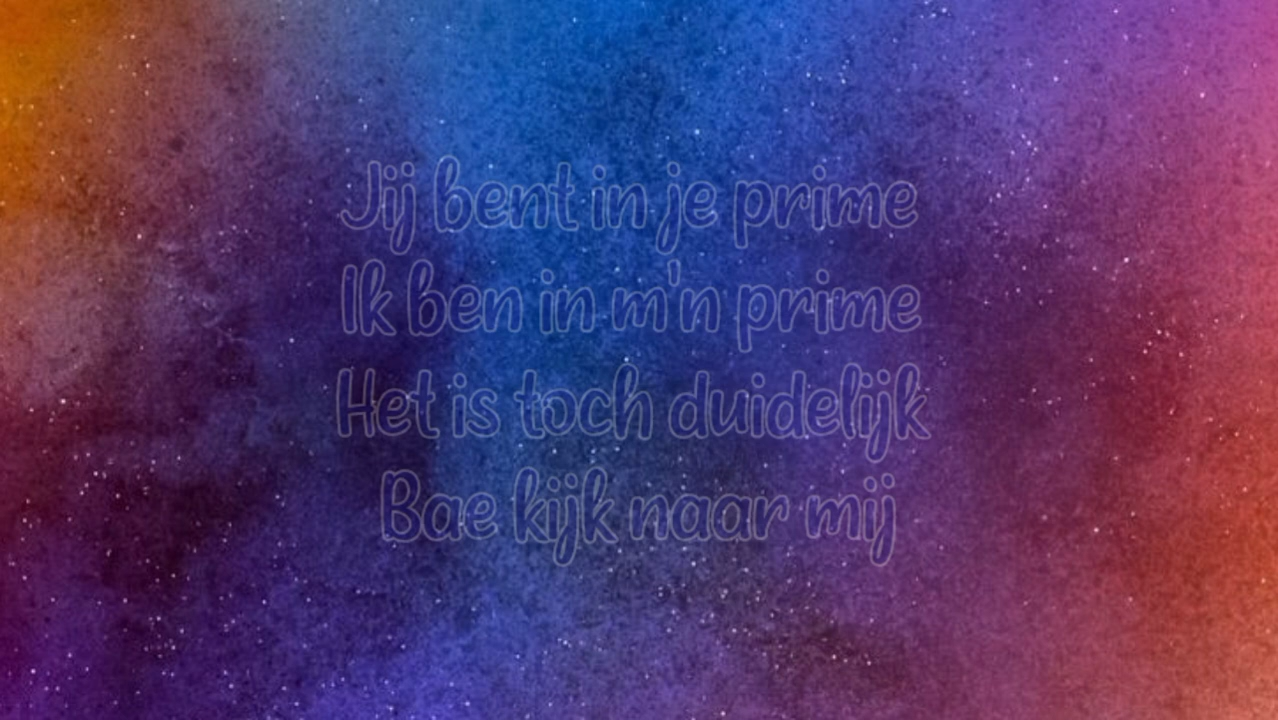 Jij bent in je prime
Ik ben in m'n prime
Het is toch duidelijk
Bae kijk naar mij